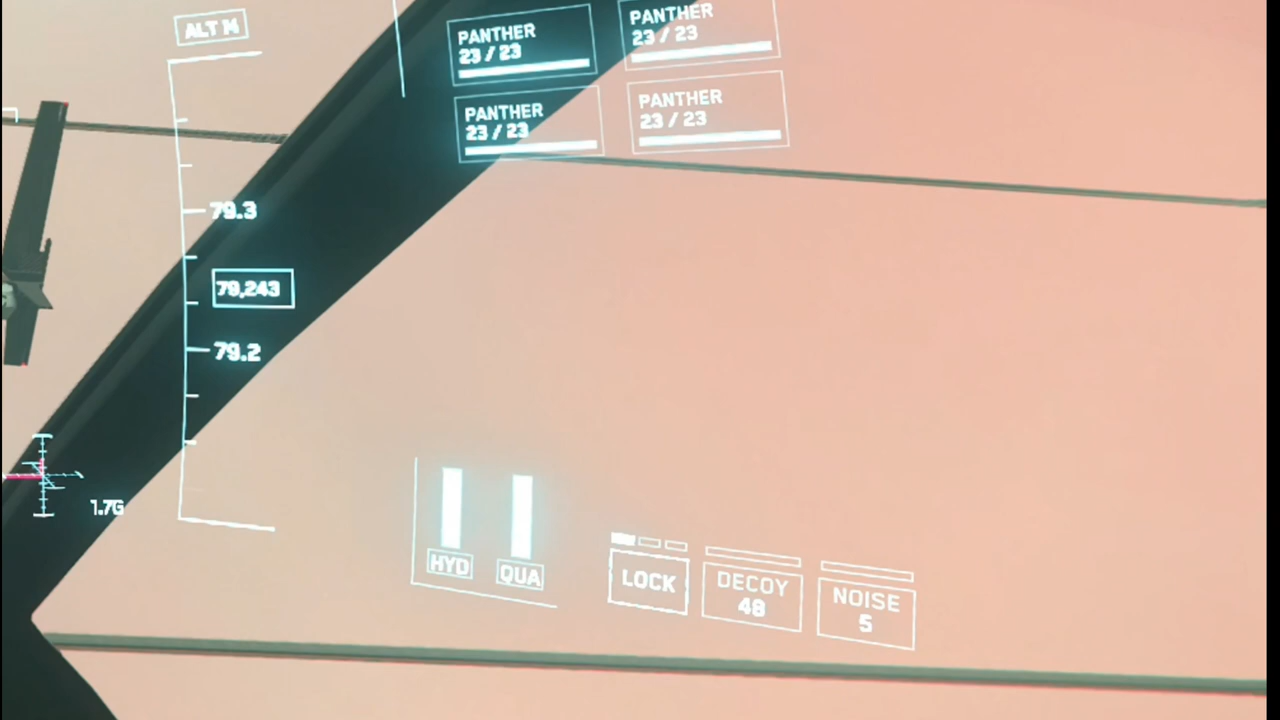 ALT M
PANTHER
23 / 23
PANTHER
23 / 23
PANTHER
23 / 23
PANTHER
23 / 23
79.3
79,243
79.2
1.7G
HYD
QUA
LOCK
DECOY
48
NOISE
5